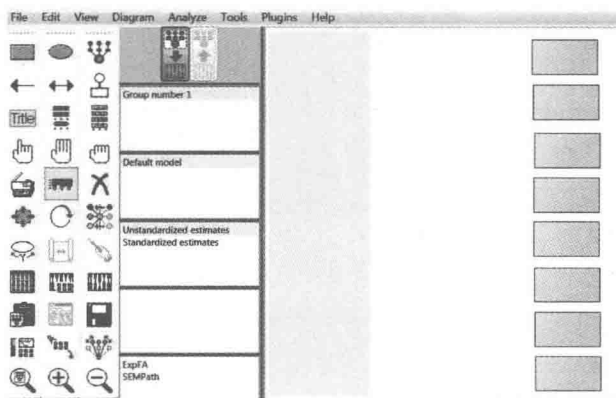 File Edit View Diagram Analyze Tools Plugins Help
Title
Group number 1
Default model
Unstandardized estimates
Standardized estimates
ExpFA
SEMPath